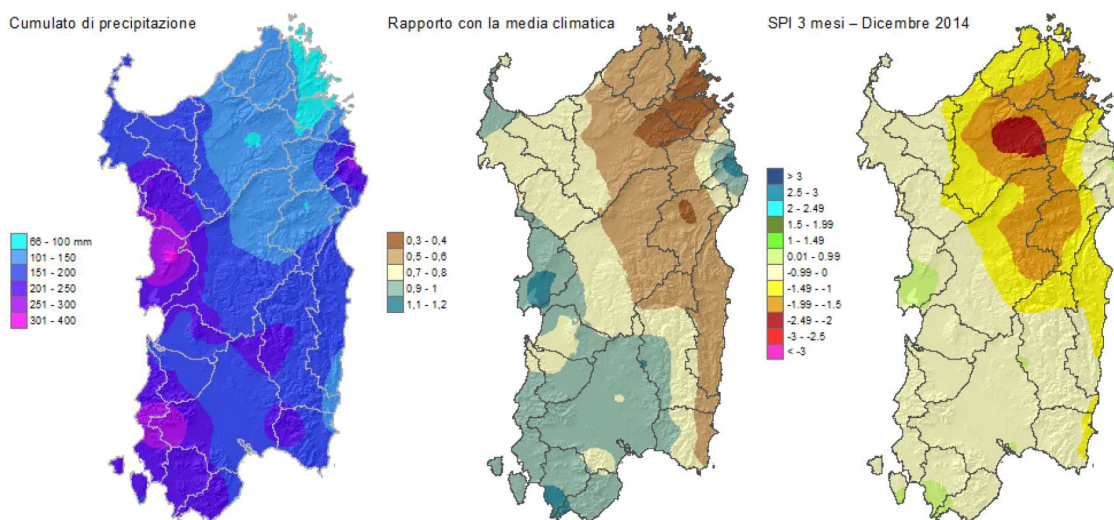 Cumulato di precipitazione
Rapporto con la media climatica
SPI 3 mesi – Dicembre 2014
66 - 100 mm
101 - 150
151 - 200
201 - 250
251 - 300
301 - 400
0,3 - 0,4
0,5 - 0,6
0,7 - 0,8
0,9 - 1
1,1 - 1,2
> 3
2.5 - 3
2 - 2.49
1.5 - 1.99
1 - 1.49
0.01 - 0.99
-0.99 - 0
-1.49 - -1
-1.99 - -1.5
-2.49 - -2
-3 - -2.5
< -3